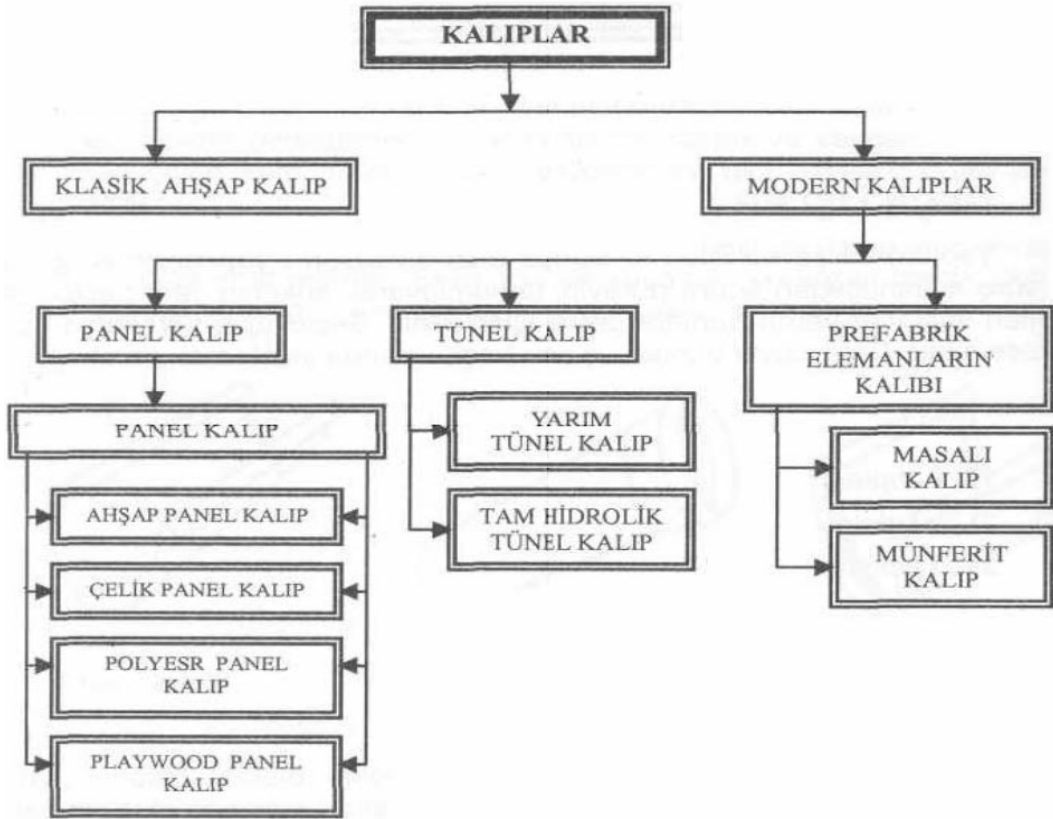 KALIPLAR
KLASİK AHŞAP KALIP
MODERN KALIPLAR
PANEL KALIP
TÜNEL KALIP
PREFABRİK
ELEMANLARIN
KALIBI
PANEL KALIP
YARIM
TÜNEL KALIP
MASALI
KALIP
AHŞAP PANEL KALIP
TAM HİDROLİK
TÜNEL KALIP
MÜNFERİT
KALIP
ÇELİK PANEL KALIP
POLYESR PANEL
KALIP
PLAYWOOD PANEL
KALIP